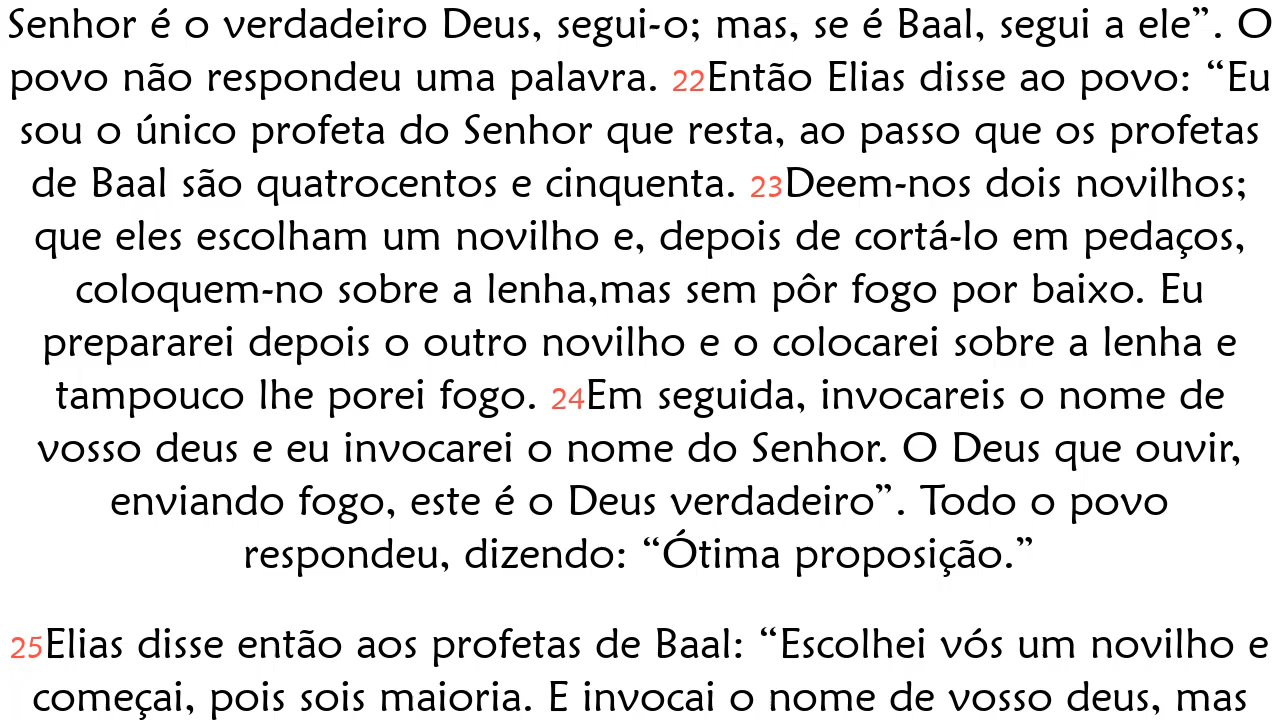 Senhor é o verdadeiro Deus, segui-o; mas, se é Baal, segui a ele”. O
povo não respondeu uma palavra. 22Então Elias disse ao povo: “Eu
sou o único profeta do Senhor que resta, ao passo que os profetas
de Baal são quatrocentos e cinquenta. 23Deem-nos dois novilhos;
que eles escolham um novilho e, depois de cortá-lo em pedaços,
coloquem-no sobre a lenha,mas sem pôr fogo por baixo. Eu
prepararei depois o outro novilho e o colocarei sobre a lenha e
tampouco lhe porei fogo. 24Em seguida, invocareis o nome de
vosso deus e eu invocarei o nome do Senhor. O Deus que ouvir,
enviando fogo, este é o Deus verdadeiro”. Todo o povo
respondeu, dizendo: “Ótima proposição.”
25Elias disse então aos profetas de Baal: “Escolhei vós um novilho e
começai, pois sois maioria. E invocai o nome de vosso deus, mas